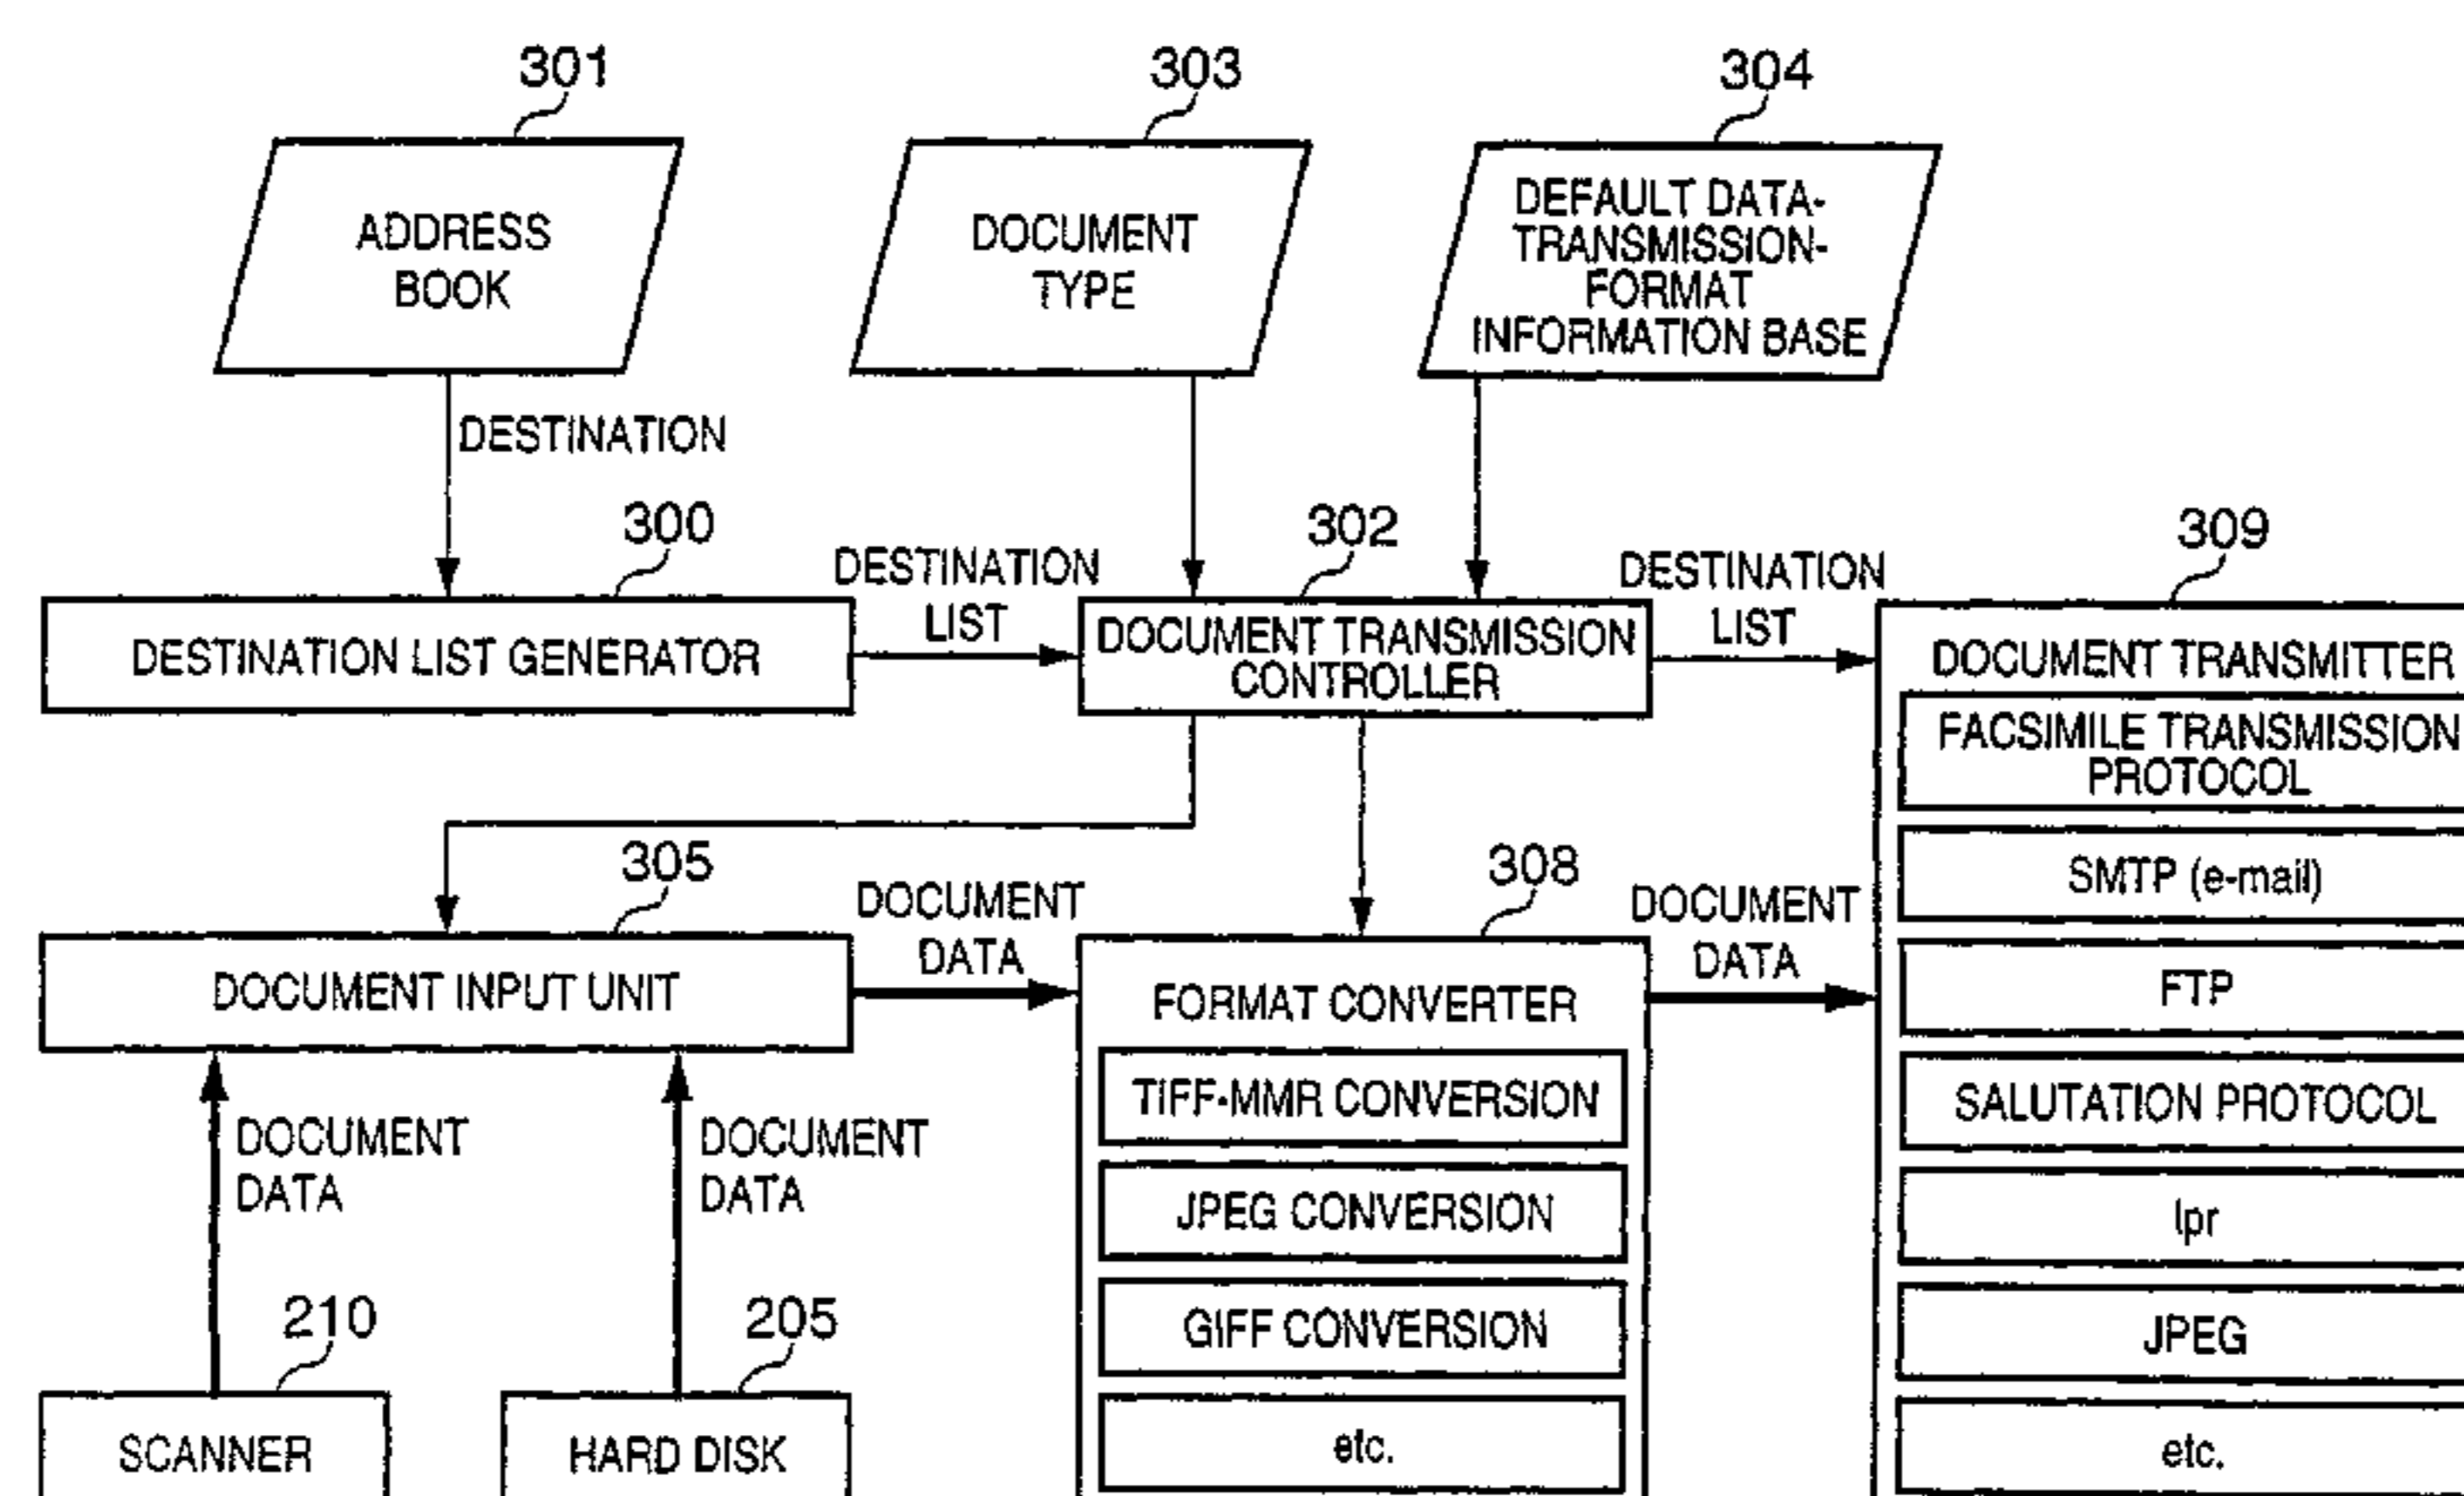 301
303
304
ADDRESS
BOOK
DOCUMENT
TYPE
DEFAULT DATA-
TRANSMISSION-
FORMAT
INFORMATION BASE
DESTINATION
300
DESTINATION
LIST
302
DESTINATION
LIST
309
DESTINATION LIST GENERATOR
DOCUMENT TRANSMISSION
CONTROLLER
DOCUMENT TRANSMITTER
FACSIMILE TRANSMISSION
PROTOCOL
SMTP (e-mail)
FTP
SALUTATION PROTOCOL
lpr
JPEG
etc.
305
DOCUMENT
DATA
308
DOCUMENT
DATA
DOCUMENT INPUT UNIT
FORMAT CONVERTER
TIFF-MMR CONVERSION
JPEG CONVERSION
GIFF CONVERSION
etc.
DOCUMENT
DATA
DOCUMENT
DATA
210
205
SCANNER
HARD DISK